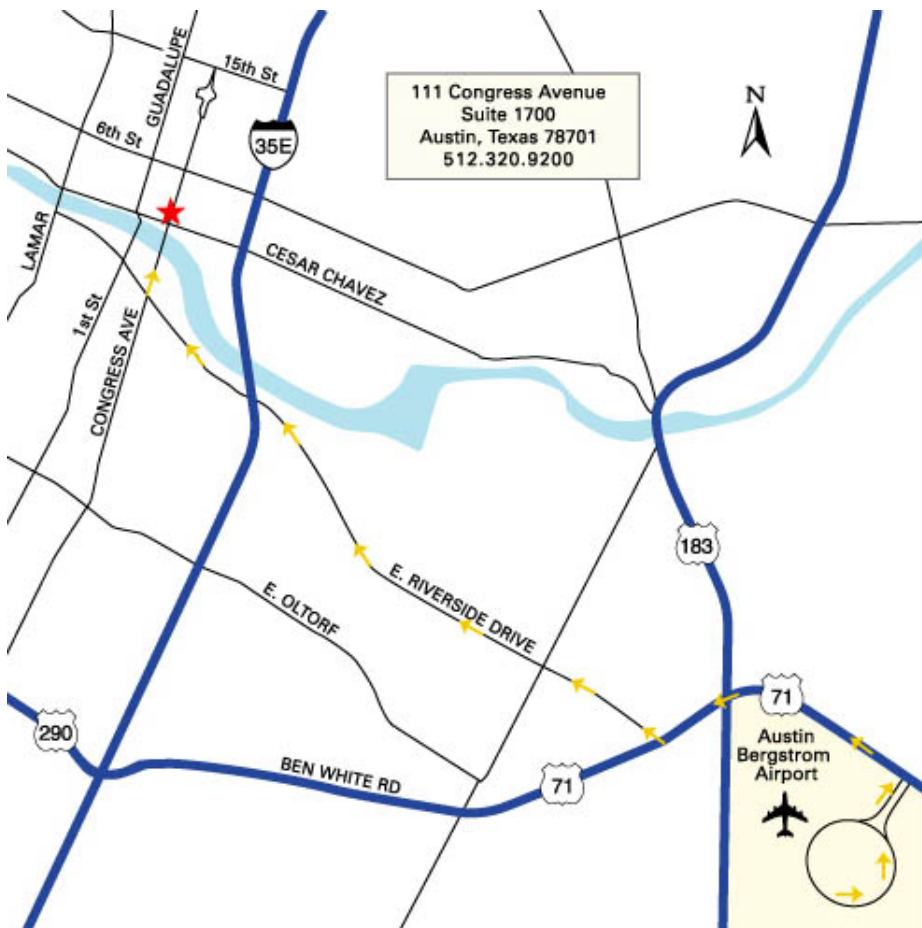 GUADALUPE
15th St
6th St
35E
111 Congress Avenue
Suite 1700
Austin, Texas 78701
512.320.9200
N
LAMAR
CESAR CHAVEZ
1st St
CONGRESS AVE
183
E. RIVERSIDE DRIVE
E. OLTORF
71
290
Austin
Bergstrom
Airport
BEN WHITE RD
71